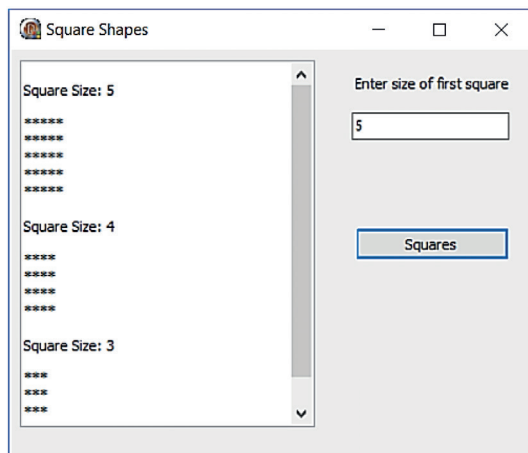 Square Shapes
Square Size: 5
*****
*****
*****
*****
*****
Square Size: 4
****
****
****
****
Square Size: 3
***
***
***
Enter size of first square
5
Squares